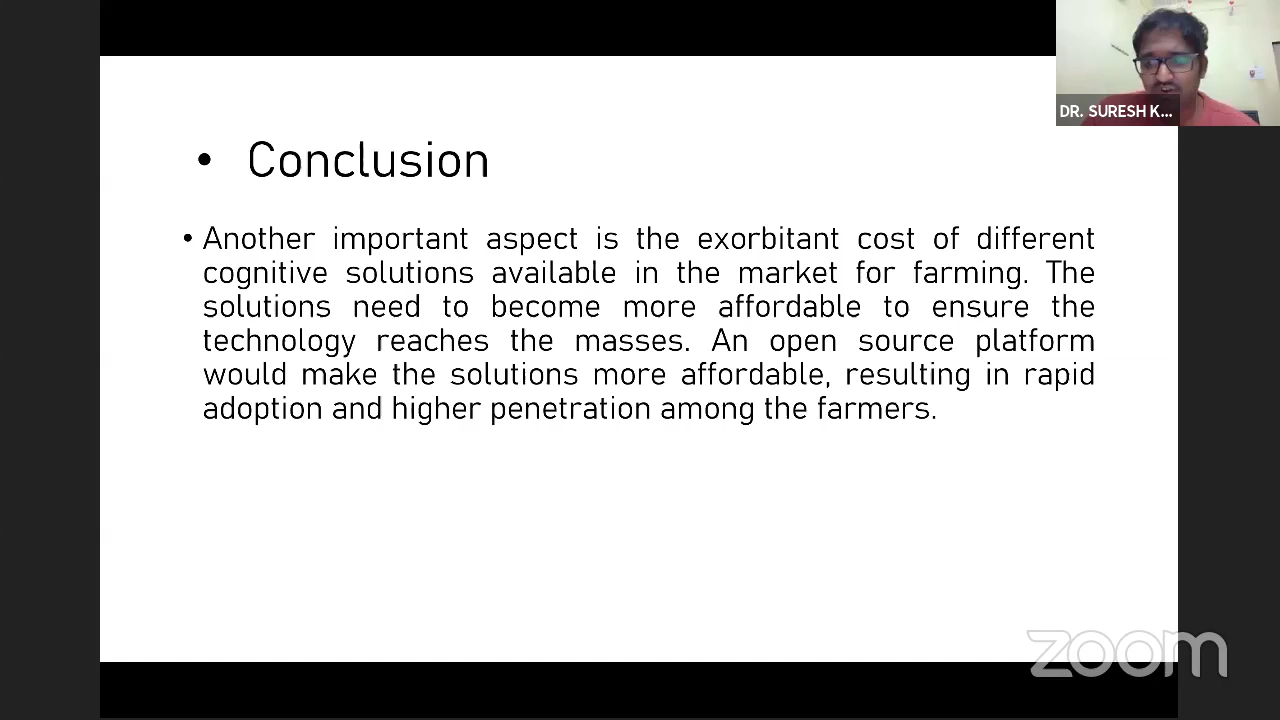 DR. SURESH K...
• Conclusion
• Another important aspect is the exorbitant cost of different
cognitive solutions available in the market for farming. The
solutions need to become more affordable to ensure the
technology reaches the masses. An open source platform
would make the solutions more affordable, resulting in rapid
adoption and higher penetration among the farmers.
zoom